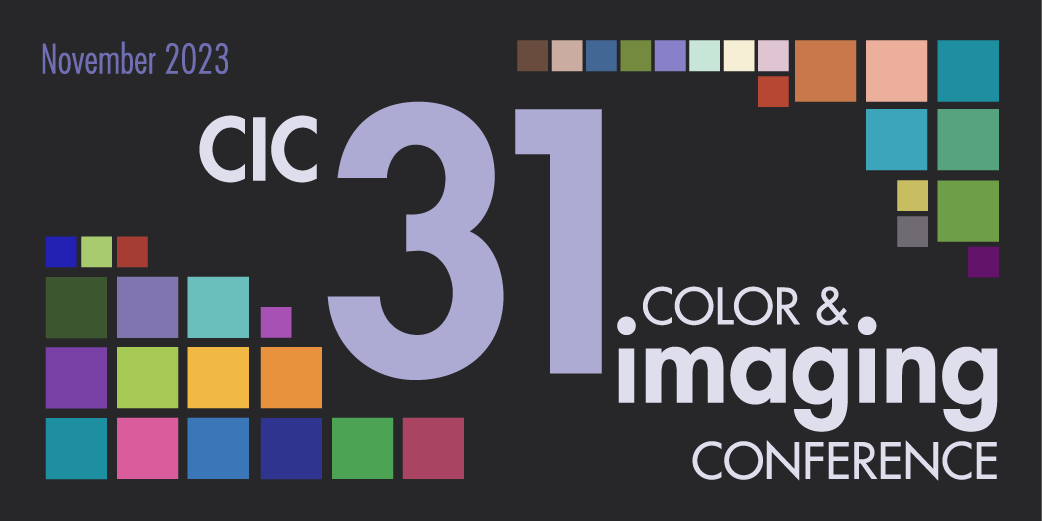 November 2023
CIC
31
COLOR &
imaging
CONFERENCE